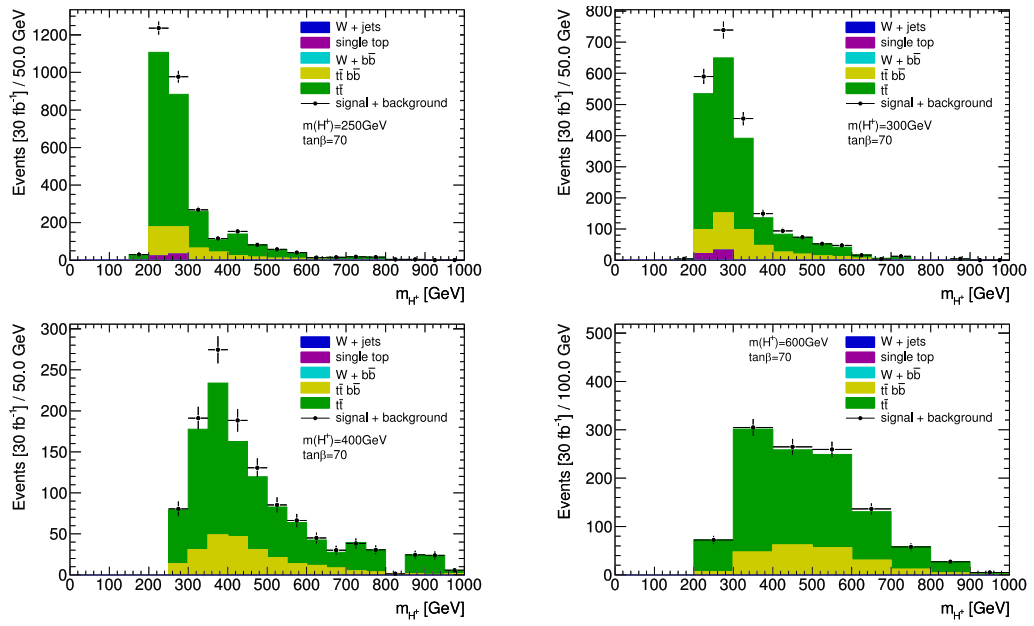 Events [30 fb⁻¹] / 50.0 GeV
1200
1000
800
600
400
200
0
W + jets
single top
W + bb̄
tt̄ bb̄
tt̄
signal + background
m(H⁺)=250GeV
tanβ=70
0 100 200 300 400 500 600 700 800 900 1000
m_H⁺ [GeV]
Events [30 fb⁻¹] / 50.0 GeV
800
700
600
500
400
300
200
100
0
W + jets
single top
W + bb̄
tt̄ bb̄
tt̄
signal + background
m(H⁺)=300GeV
tanβ=70
0 100 200 300 400 500 600 700 800 900 1000
m_H⁺ [GeV]
Events [30 fb⁻¹] / 50.0 GeV
300
250
200
150
100
50
0
W + jets
single top
W + bb̄
tt̄ bb̄
tt̄
signal + background
m(H⁺)=400GeV
tanβ=70
0 100 200 300 400 500 600 700 800 900 1000
m_H⁺ [GeV]
Events [30 fb⁻¹] / 100.0 GeV
500
400
300
200
100
0
m(H⁺)=600GeV
tanβ=70
W + jets
single top
W + bb̄
tt̄ bb̄
tt̄
signal + background
0 100 200 300 400 500 600 700 800 900 1000
m_H⁺ [GeV]